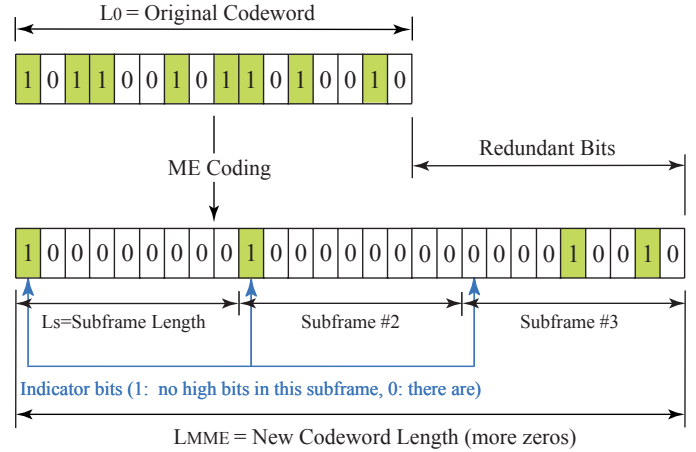 L0 = Original Codeword
1 0 1 1 0 0 1 0 1 1 0 1 0 0 1 0
Redundant Bits
ME Coding
1 0 0 0 0 0 0 0 0 1 0 0 0 0 0 0 0 0 0 0 0 0 1 0 0 1 0
Ls=Subframe Length Subframe #2 Subframe #3
Indicator bits (1: no high bits in this subframe, 0: there are)
LMME = New Codeword Length (more zeros)